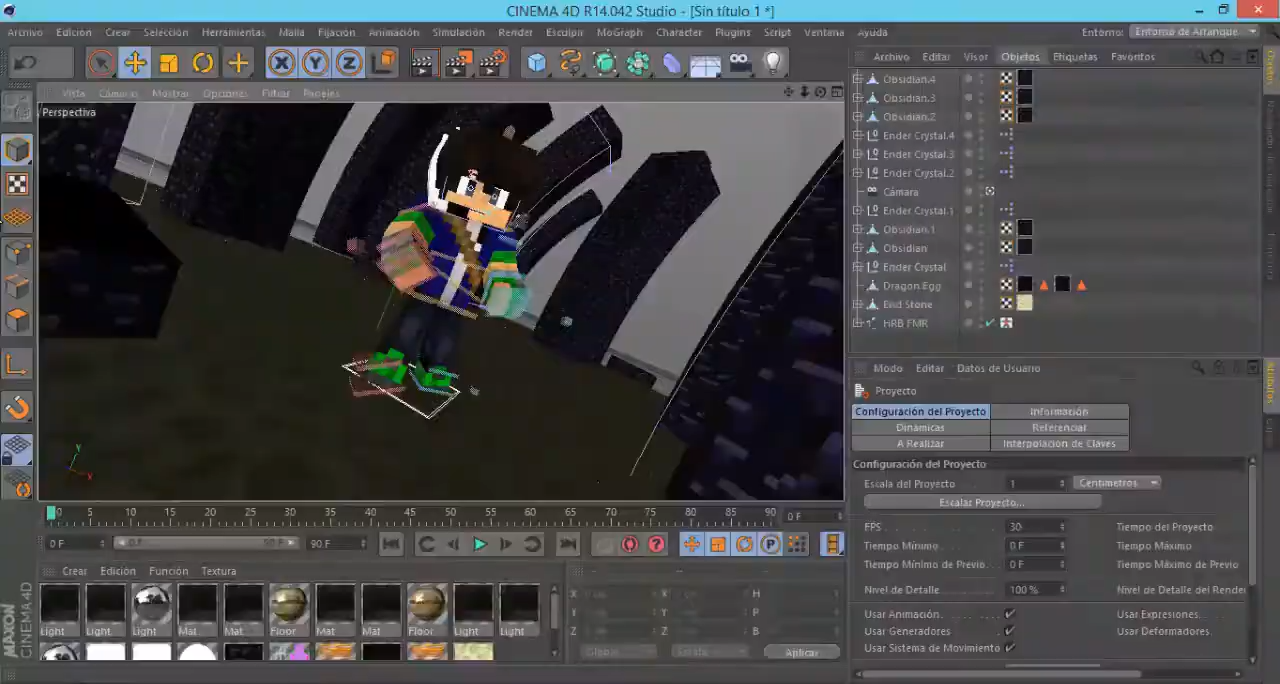 CINEMA 4D R14.042 Studio - [Sin título 1 *]
Archivo Edición Crear Selección Herramientas Malla Fijación Animación Simulación Render Esculpir MoGraph Character Plugins Script Ventana Ayuda Entorno: Entorno de Arranque
Archivo Editar Visor Objetos Etiquetas Favoritos
Vista Cámaras Mostrar Opciones Filtrar Paneles
Perspectiva
Obsidian.4
Obsidian.3
Obsidian.2
Ender Crystal.4
Ender Crystal.3
Ender Crystal.2
Cámara
Ender Crystal.1
Obsidian.1
Obsidian
Ender Crystal
Dragon Egg
End Stone
HRB FMR
Objetos
Atributos
Modo Editar Datos de Usuario
Proyecto
Configuración del Proyecto Información
Dinámicas Referencial
A Realizar Interpolación de Claves
Configuración del Proyecto
Escala del Proyecto 1 Centímetros
Escalar Proyecto...
FPS 30 Tiempo del Proyecto
Tiempo Mínimo 0 F Tiempo Máximo
Tiempo Mínimo de Previo 0 F Tiempo Máximo de Previo
Nivel de Detalle 100 % Nivel de Detalle del Render
Usar Animación Usar Expresiones
Usar Generadores Usar Deformadores
Usar Sistema de Movimiento
Y
X
0 5 10 15 20 25 30 35 40 45 50 55 60 65 70 75 80 85 90 0 F
0 F 0 F 90 F 90 F
Crear Edición Función Textura
Light Light Light Mat Mat Floor Mat Mat Floor Light Light
X X H
Y Y P
Z Z B
Global Escala Aplicar
MAXON CINEMA 4D